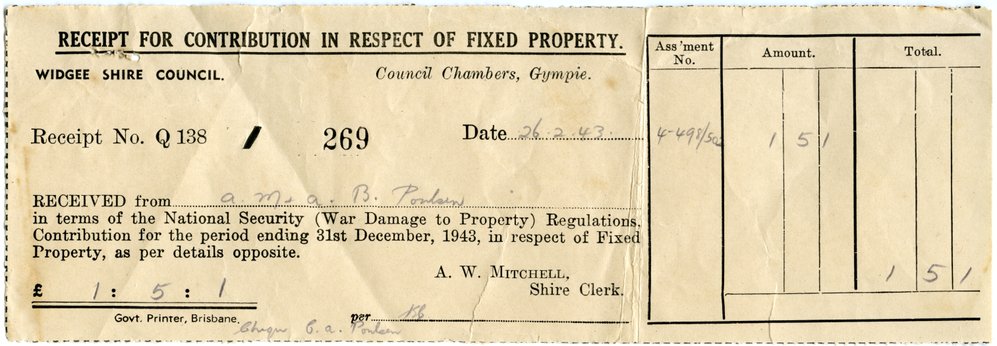 RECEIPT FOR CONTRIBUTION IN RESPECT OF FIXED PROPERTY.
WIDGEE SHIRE COUNCIL. Council Chambers, Gympie.
Receipt No. Q 138 / 269 Date 26.2.43.
RECEIVED from A. M. & A. B. Poulsen
in terms of the National Security (War Damage to Property) Regulations,
Contribution for the period ending 31st December, 1943, in respect of Fixed
Property, as per details opposite.
A. W. MITCHELL,
Shire Clerk.
£ 1 : 5 : 1
Govt. Printer, Brisbane. per
Cheque C. A. Poulsen
Ass'ment No. Amount. Total.
1 5 1
1 5 1